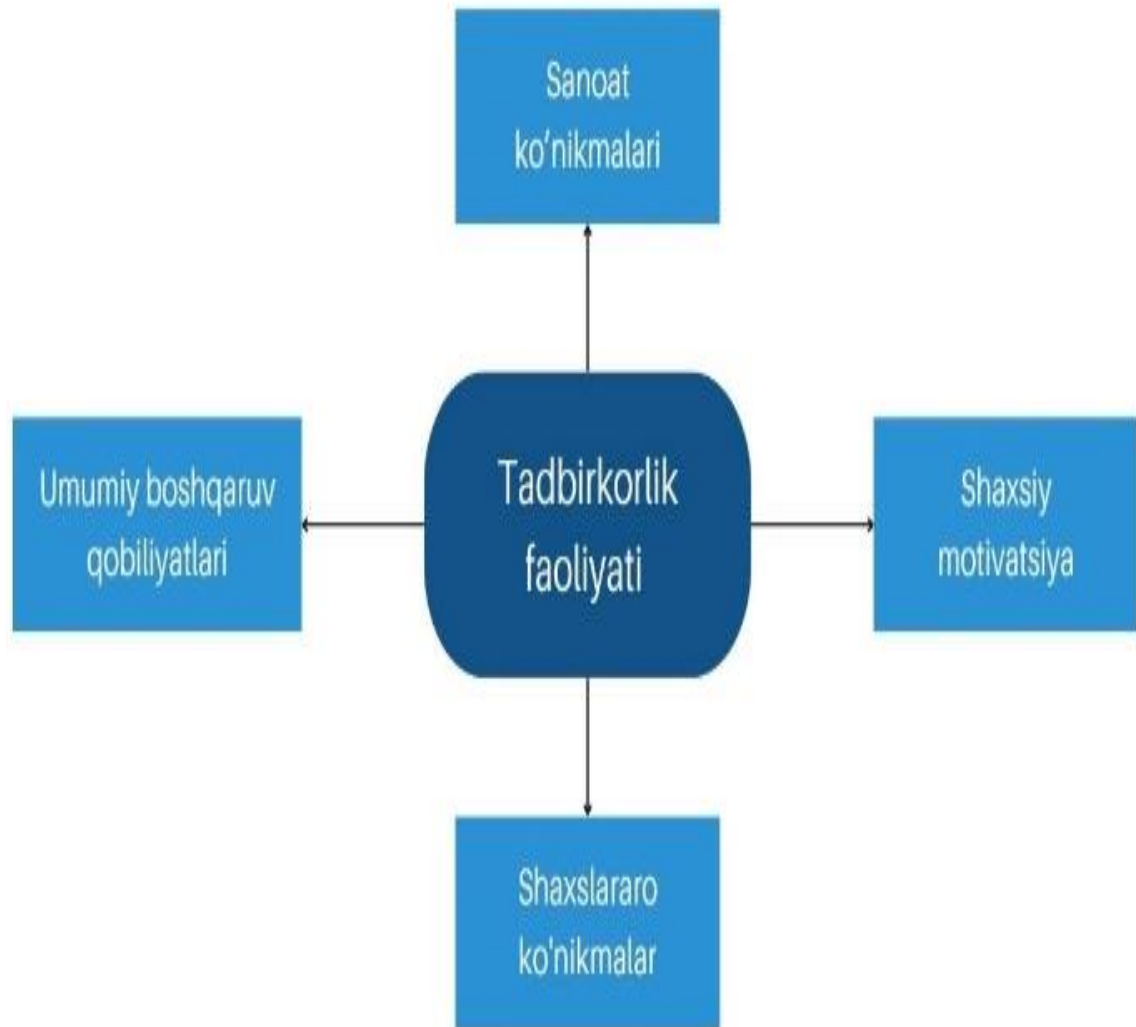 Sanoat
ko‘nikmalari
Umumiy boshqaruv
qobiliyatlari
Tadbirkorlik
faoliyati
Shaxsiy
motivatsiya
Shaxslararo
ko'nikmalar